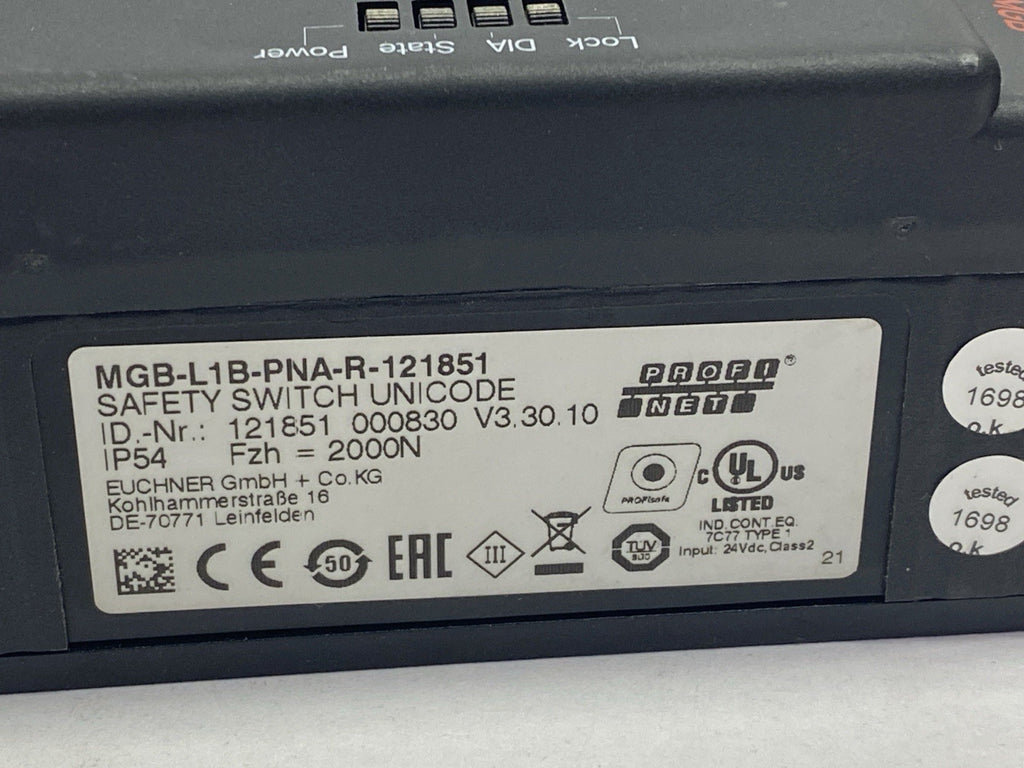 Lock DIA State Power
MGB-L1B-PNA-R-121851
SAFETY SWITCH UNICODE
ID.-Nr.: 121851 000830 V3.30.10
IP54 Fzh = 2000N
EUCHNER GmbH + Co.KG
Kohlhammerstraße 16
DE-70771 Leinfelden
PROFI®
NET
PROFIsafe
C UL US
LISTED
IND.CONT.EQ.
7C77 TYPE 1
Input: 24Vdc, Class2
CE 50 EAC III TÜV
SÜD
21
tested
1698
o.k
tested
1698
o.k